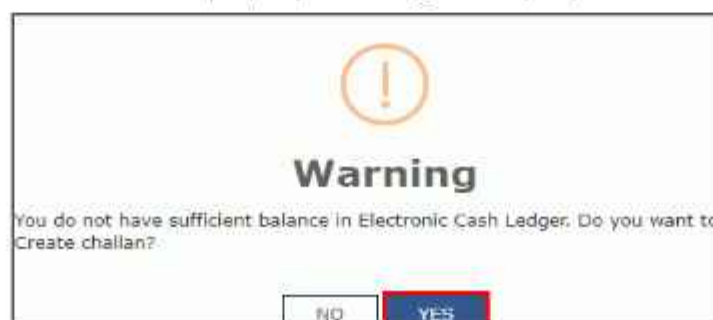 Warning
You do not have sufficient balance in Electronic Cash Ledger. Do you want to
Create challan?
NO
YES